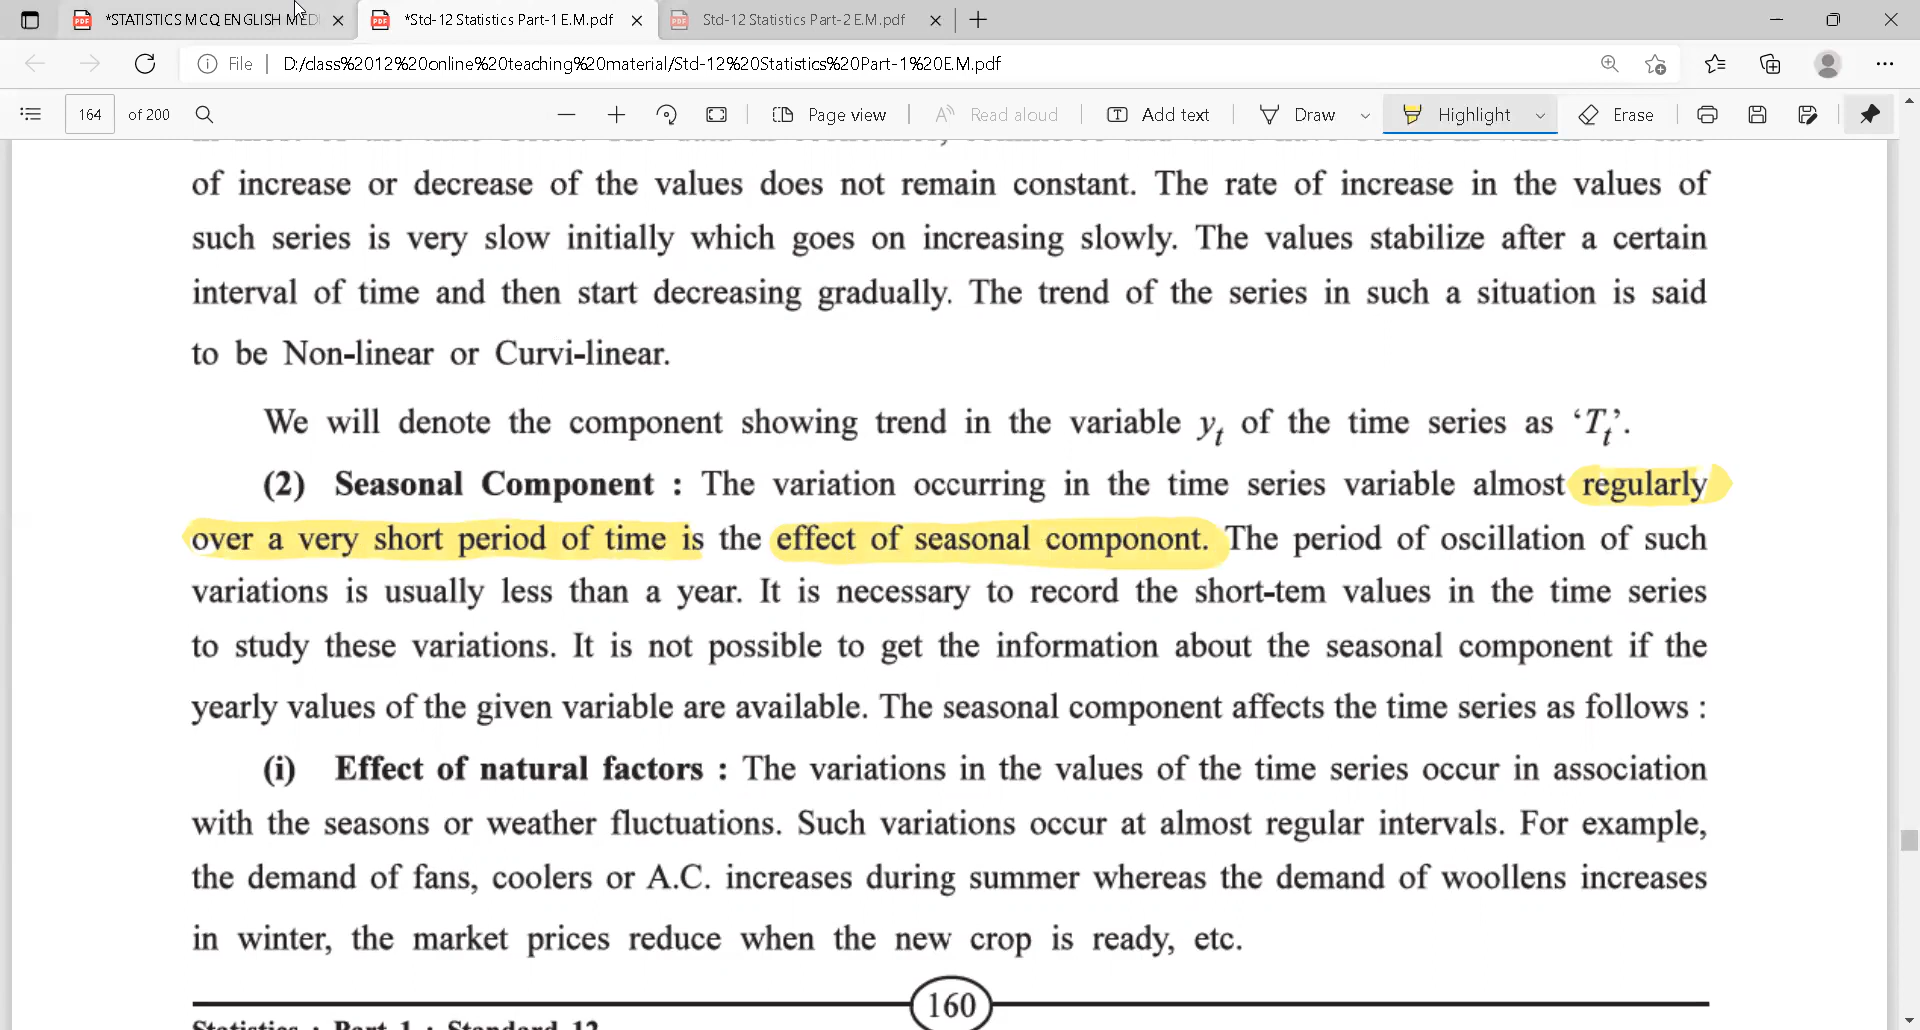 *STATISTICS MCQ ENGLISH MED
*Std-12 Statistics Part-1 E.M.pdf
Std-12 Statistics Part-2 E.M.pdf
File D:/class%2012%20online%20teaching%20material/Std-12%20Statistics%20Part-1%20E.M.pdf
164 of 200 Page view Read aloud Add text Draw Highlight Erase
of increase or decrease of the values does not remain constant. The rate of increase in the values of
such series is very slow initially which goes on increasing slowly. The values stabilize after a certain
interval of time and then start decreasing gradually. The trend of the series in such a situation is said
to be Non-linear or Curvi-linear.
We will denote the component showing trend in the variable yₜ of the time series as ‘Tₜ’.
(2) Seasonal Component : The variation occurring in the time series variable almost regularly
over a very short period of time is the effect of seasonal componont. The period of oscillation of such
variations is usually less than a year. It is necessary to record the short-tem values in the time series
to study these variations. It is not possible to get the information about the seasonal component if the
yearly values of the given variable are available. The seasonal component affects the time series as follows :
(i) Effect of natural factors : The variations in the values of the time series occur in association
with the seasons or weather fluctuations. Such variations occur at almost regular intervals. For example,
the demand of fans, coolers or A.C. increases during summer whereas the demand of woollens increases
in winter, the market prices reduce when the new crop is ready, etc.
160
Statistics : Part 1 : Standard 12